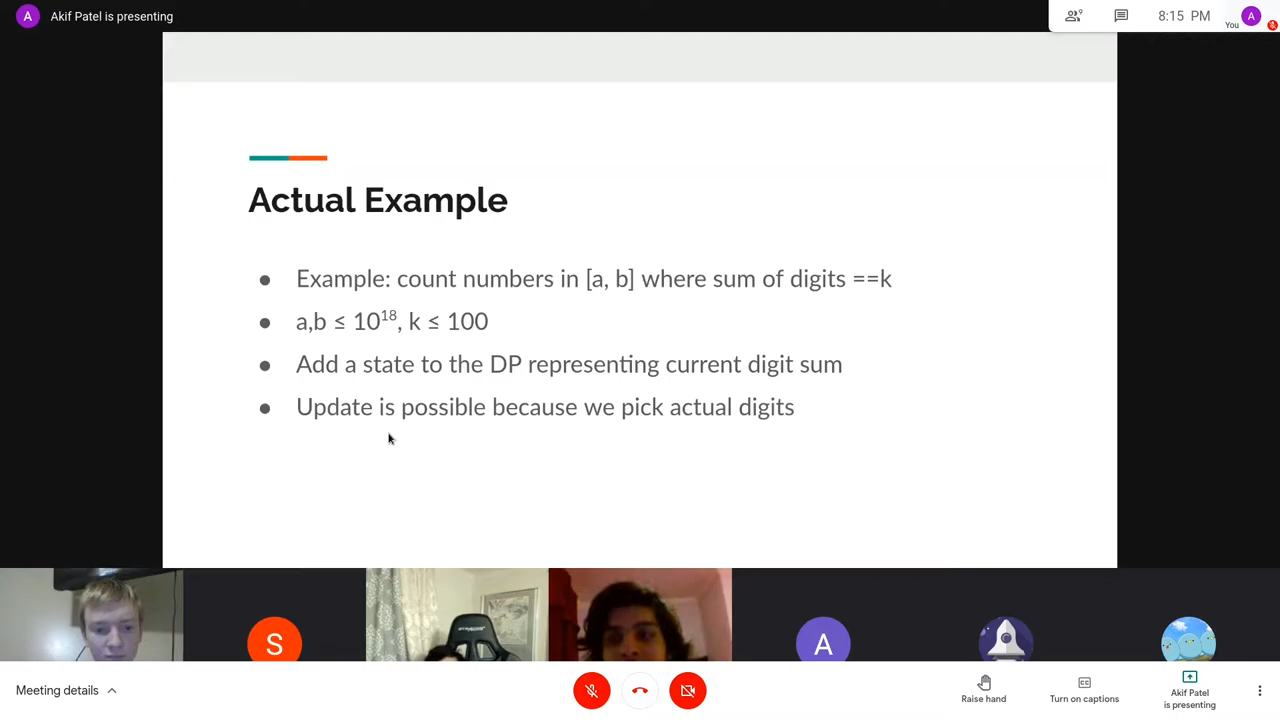 A Akif Patel is presenting
9
8:15 PM
You A
Actual Example
● Example: count numbers in [a, b] where sum of digits ==k
● a,b ≤ 10¹⁸, k ≤ 100
● Add a state to the DP representing current digit sum
● Update is possible because we pick actual digits
S
A
Meeting details
Raise hand
CC
Turn on captions
Akif Patel
is presenting